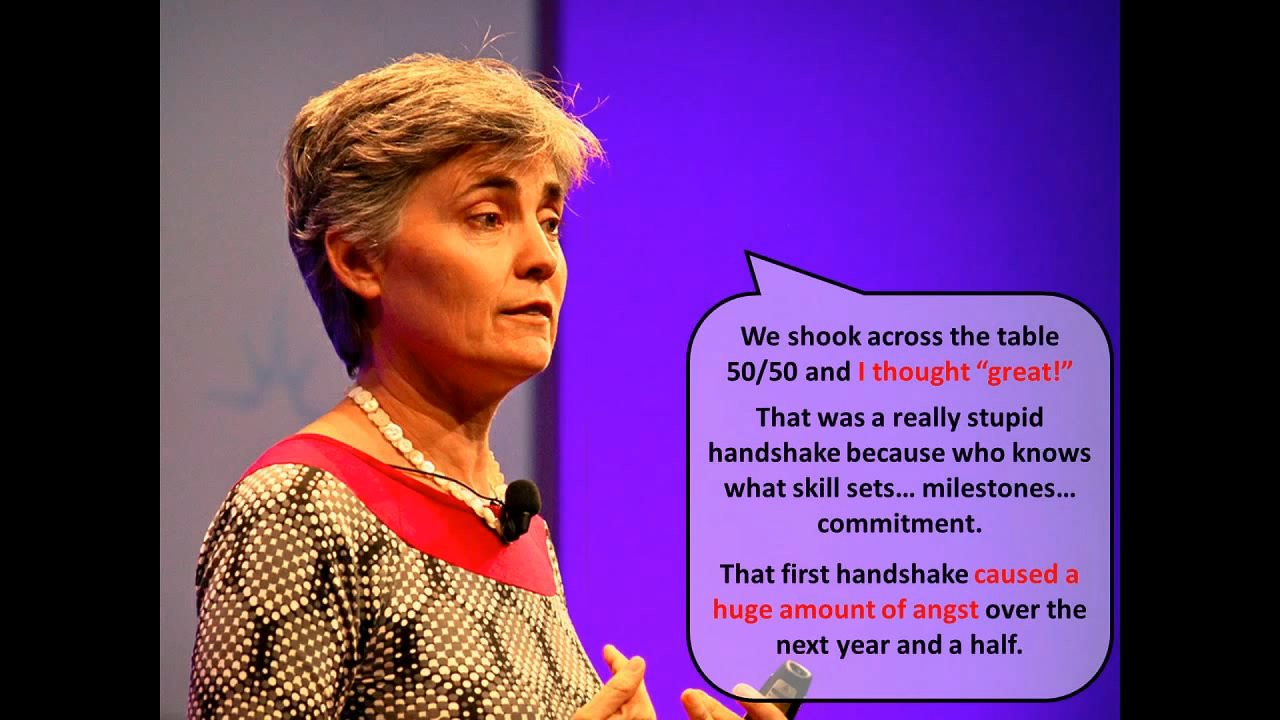 We shook across the table
50/50 and I thought “great!”
That was a really stupid
handshake because who knows
what skill sets… milestones…
commitment.
That first handshake caused a
huge amount of angst over the
next year and a half.